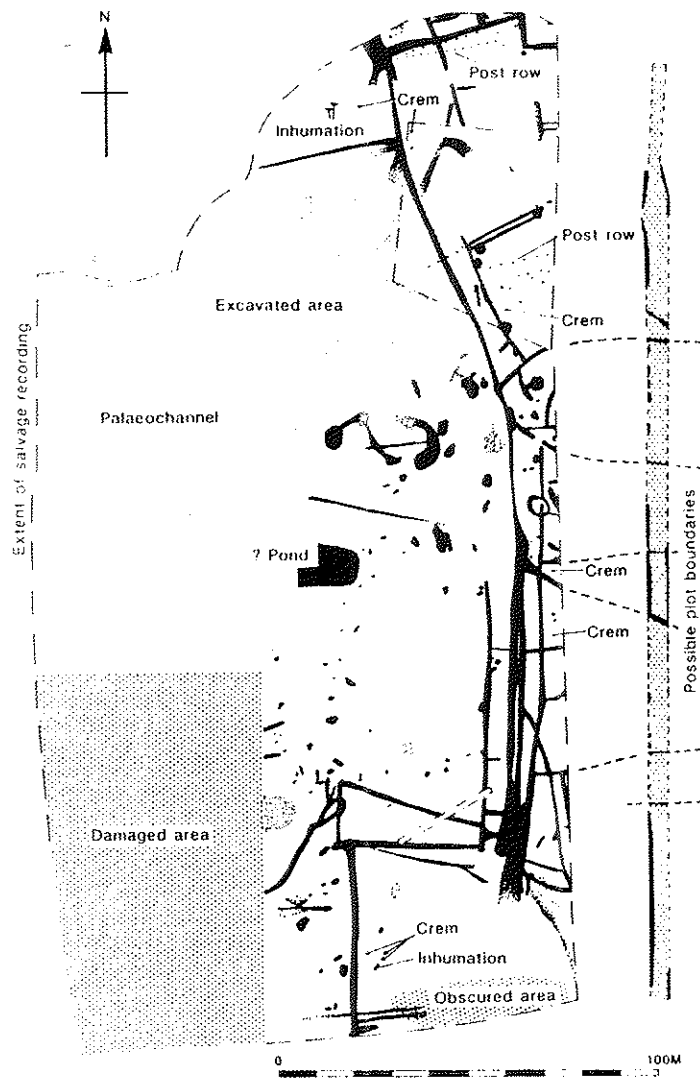 N
Post row
Crem
Inhumation
Post row
Excavated area
Crem
Extent of salvage recording
Palaeochannel
? Pond
Crem
Crem
Possible plot boundaries
Damaged area
Crem
Inhumation
Obscured area
0
100M